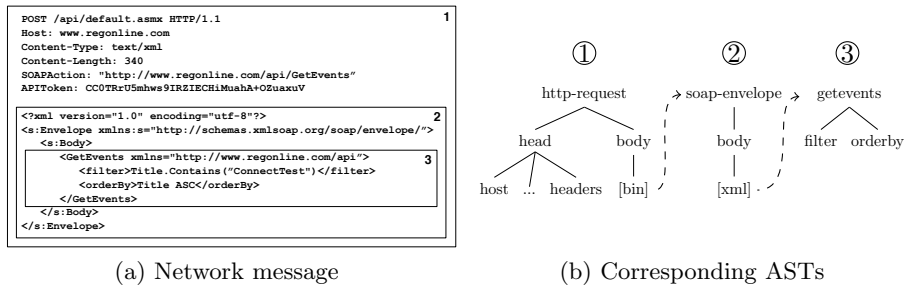 POST /api/default.asmx HTTP/1.1 1
Host: www.regonline.com
Content-Type: text/xml
Content-Length: 340
SOAPAction: "http://www.regonline.com/api/GetEvents”
APIToken: CC0TRrU5mhws9IRZIECHiMuahA+OZuaxuV
<?xml version="1.0" encoding="utf-8"?> 2
<s:Envelope xmlns:s="http://schemas.xmlsoap.org/soap/envelope/”>
<s:Body>
<GetEvents xmlns="http://www.regonline.com/api”> 3
<filter>Title.Contains(”ConnectTest")</filter>
<orderBy>Title ASC</orderBy>
</GetEvents>
</s:Body>
</s:Envelope>
(a) Network message
① ② ③
http-request soap-envelope getevents
head body body filter orderby
host ... headers [bin] [xml]
(b) Corresponding ASTs